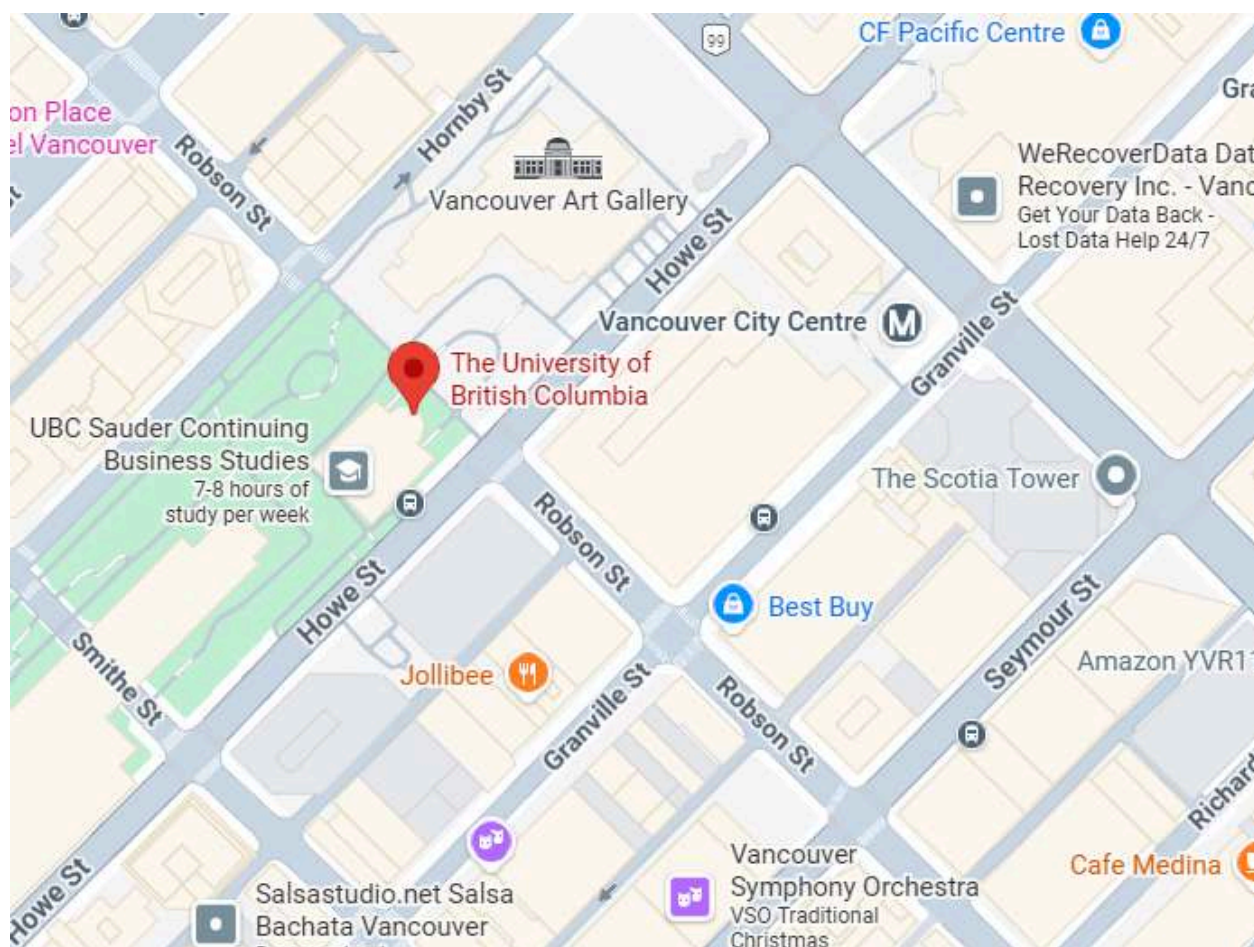 99
CF Pacific Centre
Hornby St
on Place
el Vancouver
Robson St
Vancouver Art Gallery
WeRecoverData Dat
Recovery Inc. - Vanc
Get Your Data Back -
Lost Data Help 24/7
Howe St
Vancouver City Centre
M
Granville St
The University of
British Columbia
UBC Sauder Continuing
Business Studies
7-8 hours of
study per week
The Scotia Tower
Robson St
Howe St
Best Buy
Seymour St
Smithe St
Jollibee
Amazon YVR11
Granville St
Robson St
Richard
Howe St
Salsastudio.net Salsa
Bachata Vancouver
Vancouver
Symphony Orchestra
VSO Traditional
Christmas
Cafe Medina